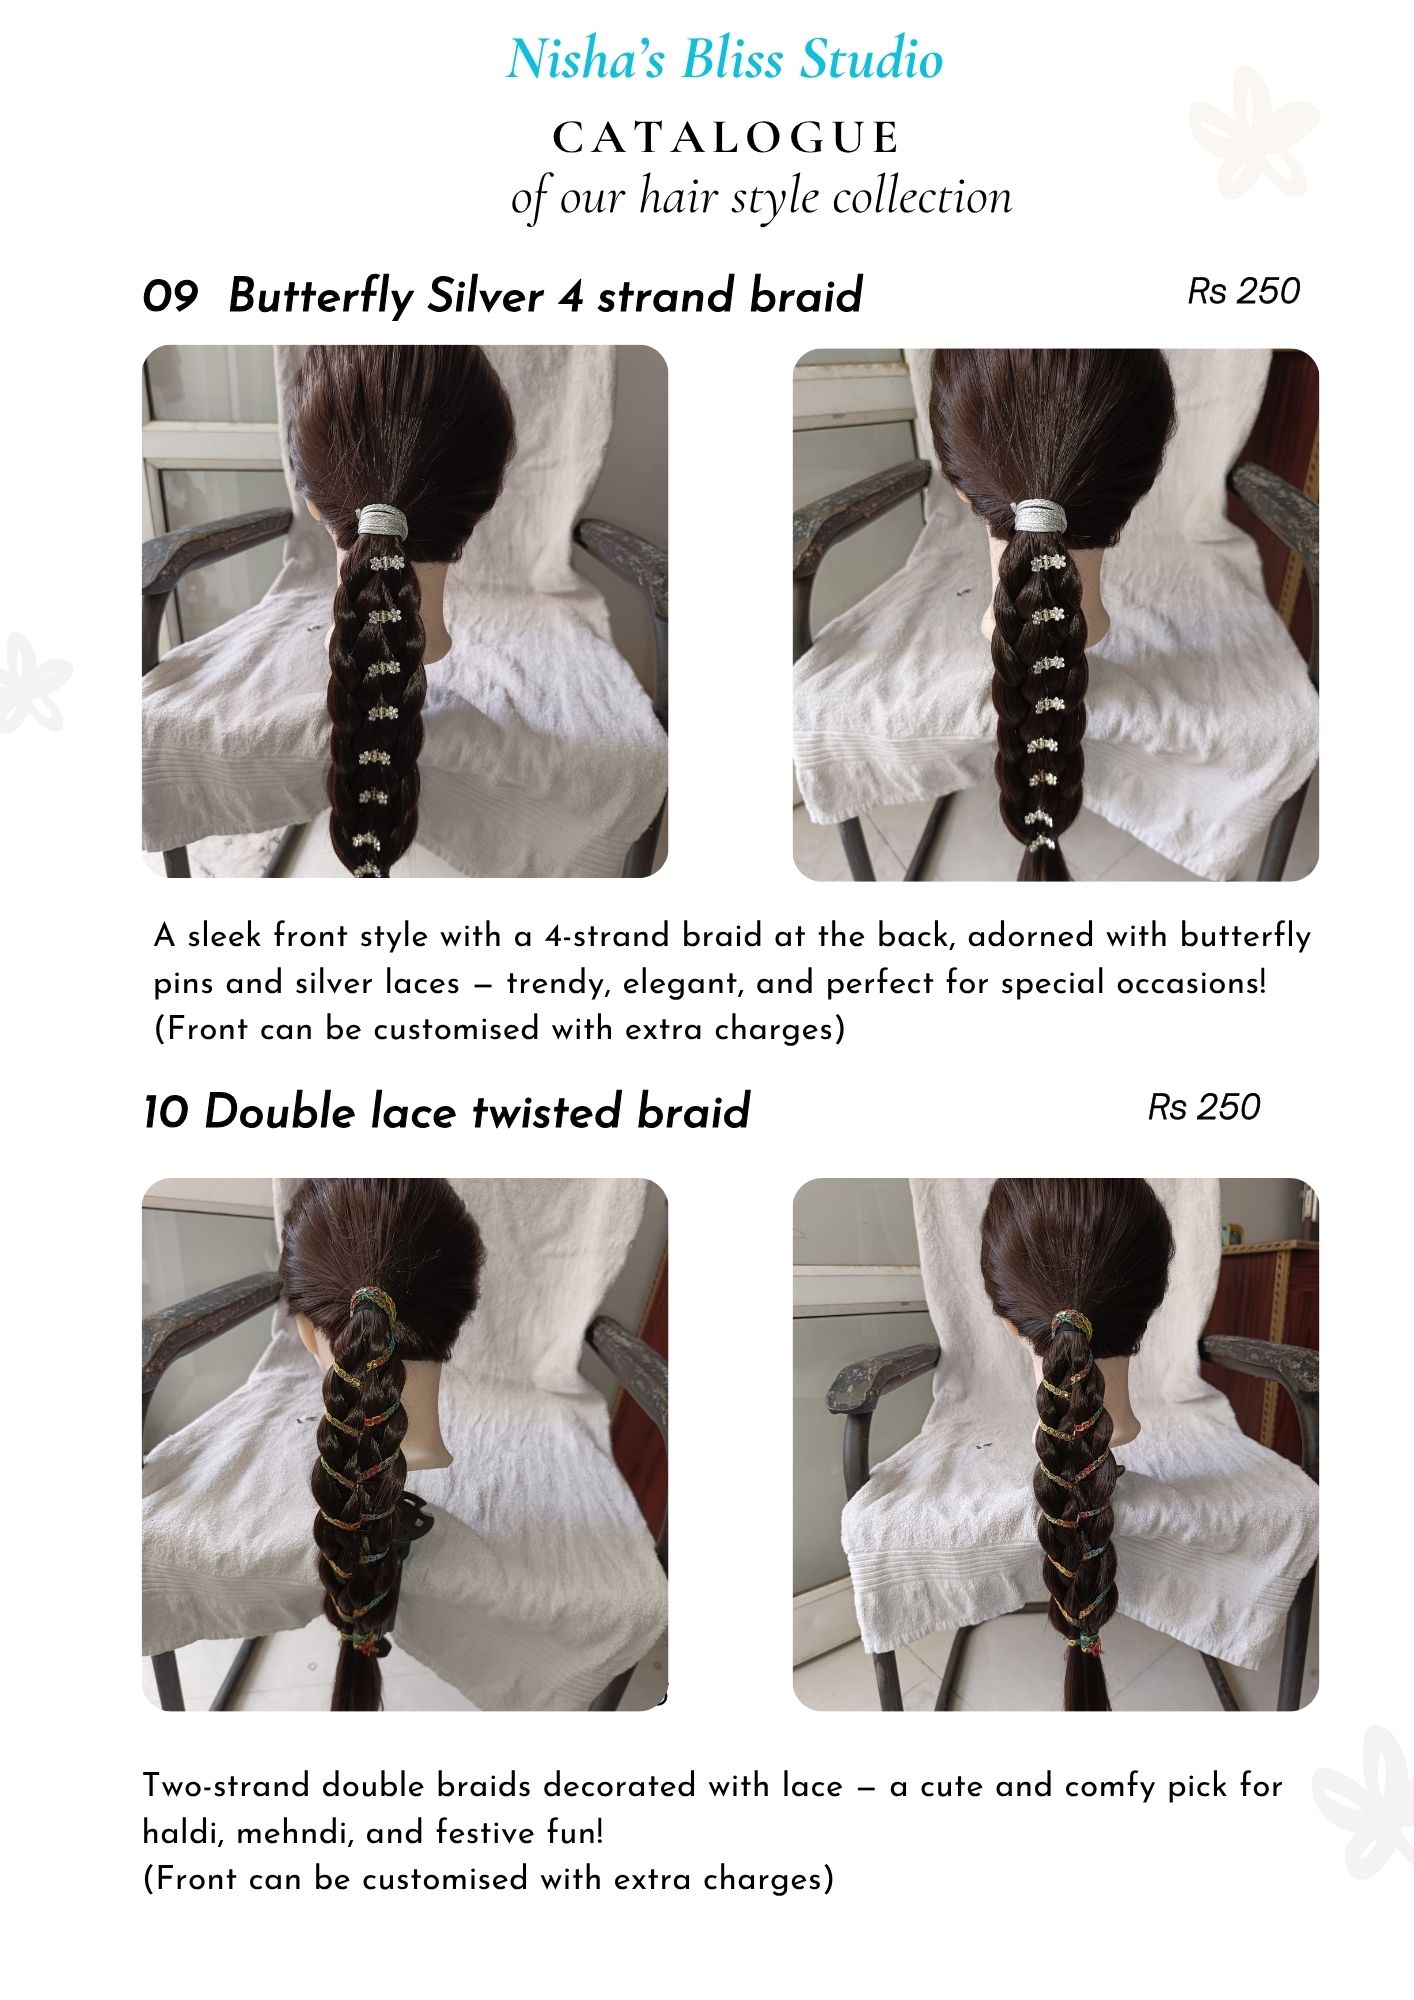 Nisha's Bliss Studio
CATALOGUE
of our hair style collection
09 Butterfly Silver 4 strand braid
Rs 250
A sleek front style with a 4-strand braid at the back, adorned with butterfly
pins and silver laces – trendy, elegant, and perfect for special occasions!
(Front can be customised with extra charges)
10 Double lace twisted braid
Rs 250
Two-strand double braids decorated with lace – a cute and comfy pick for
haldi, mehndi, and festive fun!
(Front can be customised with extra charges)